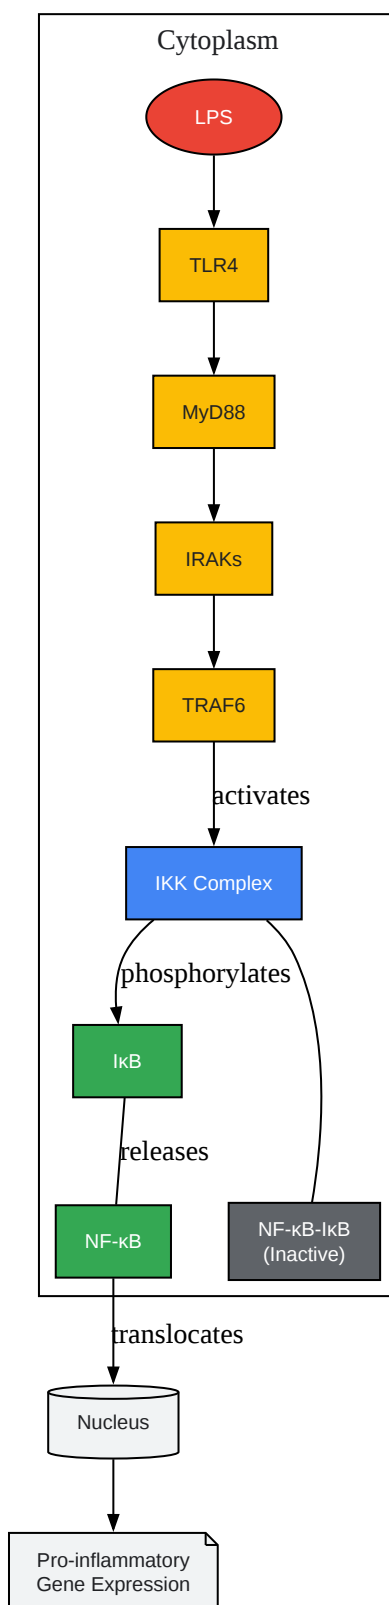 Cytoplasm
LPS
TLR4
MyD88
IRAKs
TRAF6
activates
IKK Complex
phosphorylates
IκB
releases
NF-κB
NF-κB-IκB
(Inactive)
translocates
Nucleus
Pro-inflammatory
Gene Expression